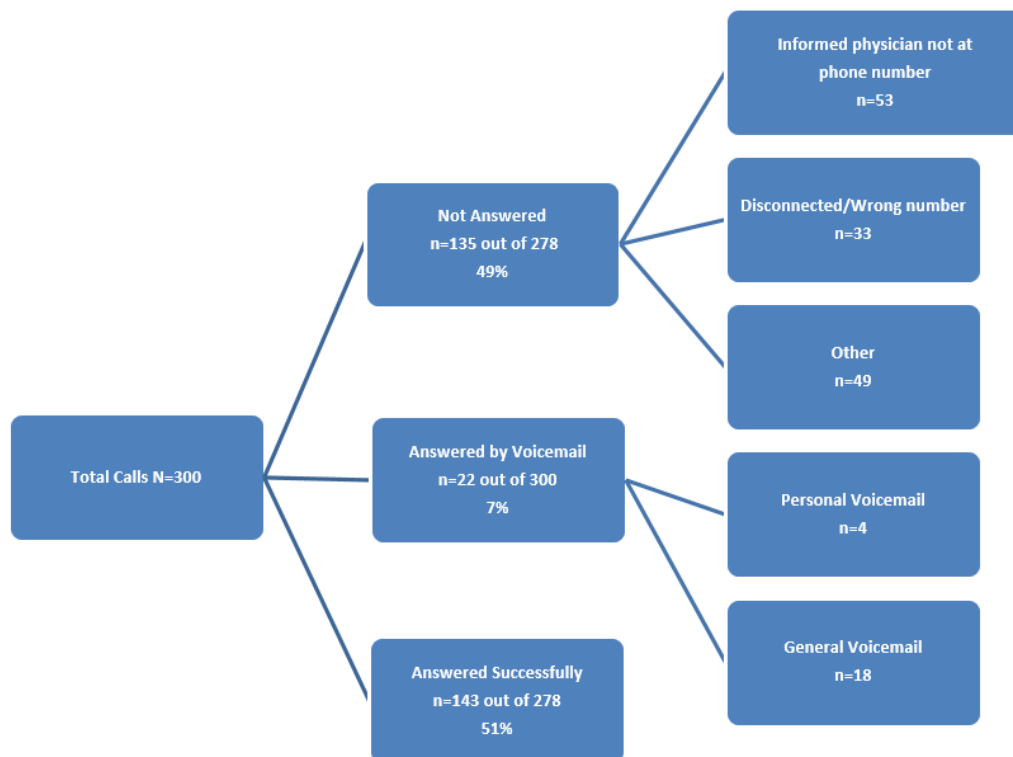 Total Calls N=300
Not Answered
n=135 out of 278
49%
Answered by Voicemail
n=22 out of 300
7%
Answered Successfully
n=143 out of 278
51%
Informed physician not at
phone number
n=53
Disconnected/Wrong number
n=33
Other
n=49
Personal Voicemail
n=4
General Voicemail
n=18